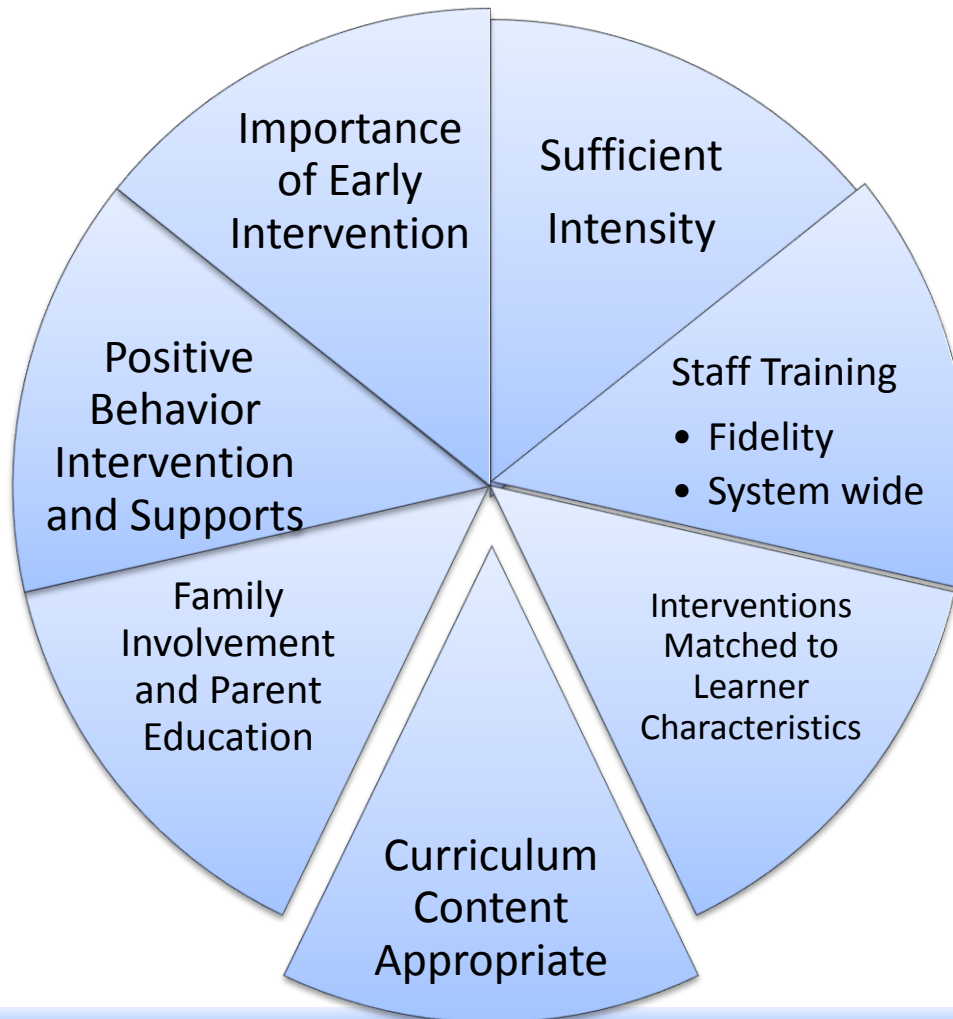 Importance
of Early
Intervention
Sufficient
Intensity
Staff Training
• Fidelity
• System wide
Interventions
Matched to
Learner
Characteristics
Curriculum
Content
Appropriate
Family
Involvement
and Parent
Education
Positive
Behavior
Intervention
and Supports